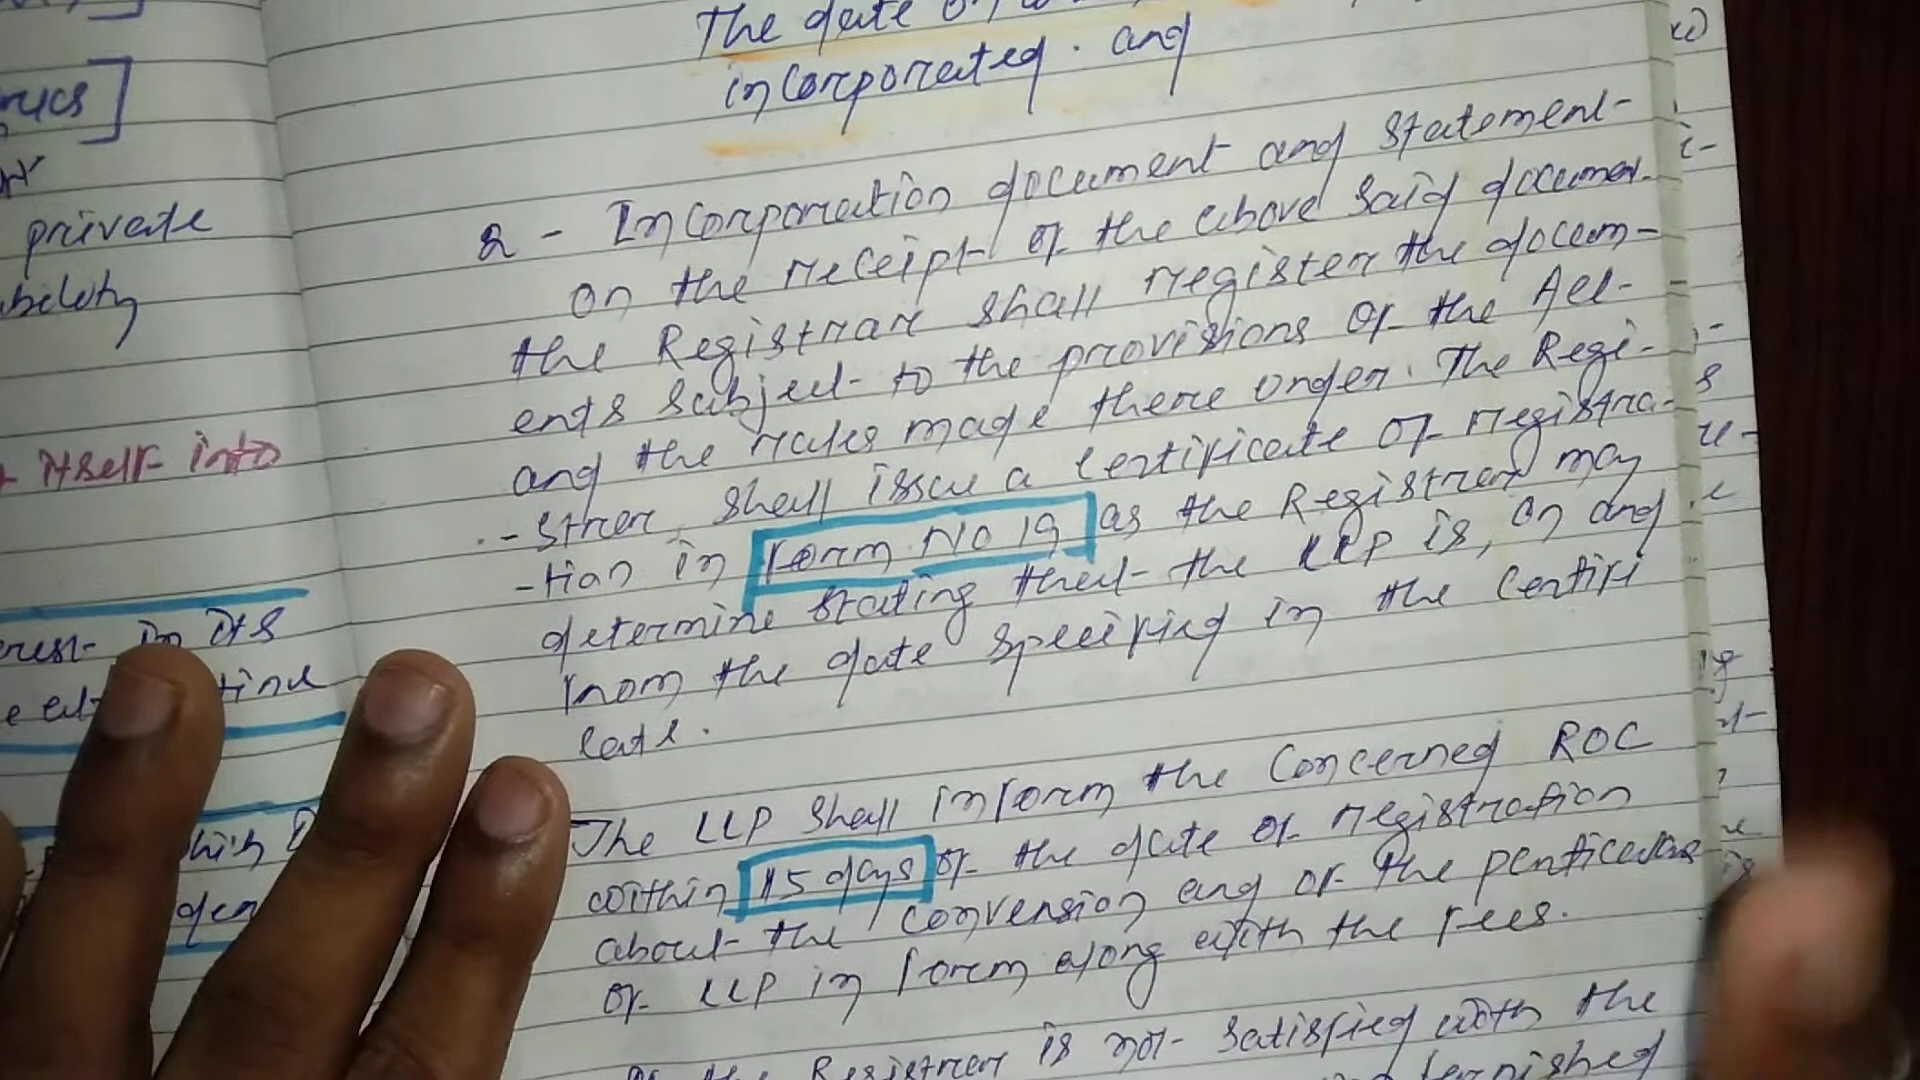 private
itself into
in its
The date
incorporated. and
2 - Incorporation document and statement-
on the receipt of the above said docum
the Registrar shall register the docum-
ents subject to the provisions of the Act-
and the rules made there under. The Regi-
-strar, shall issue a certificate of registra-
-tion in Form No 19 as the Registrar may
determine stating that the LLP is, on and
from the date specified in the certifi
cate.
The LLP shall inform the concerned ROC
within 15 days of the date of registration
about the conversion and of the particulars
of LLP in form along with the fees.
the Registrar is not satisfied with the